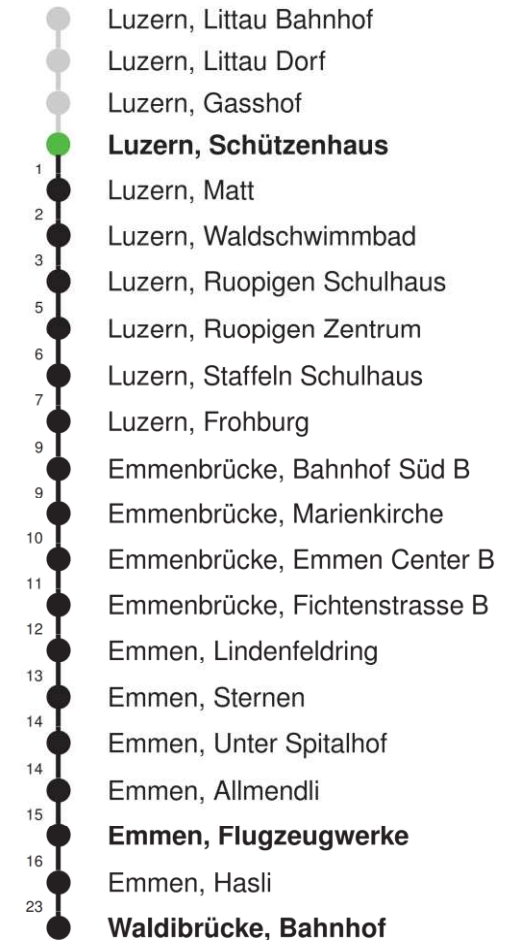 Luzern, Littau Bahnhof
Luzern, Littau Dorf
Luzern, Gasshof
Luzern, Schützenhaus
1
Luzern, Matt
2
Luzern, Waldschwimmbad
3
Luzern, Ruopigen Schulhaus
5
Luzern, Ruopigen Zentrum
6
Luzern, Staffeln Schulhaus
7
Luzern, Frohburg
9
Emmenbrücke, Bahnhof Süd B
9
Emmenbrücke, Marienkirche
10
Emmenbrücke, Emmen Center B
11
Emmenbrücke, Fichtenstrasse B
12
Emmen, Lindenfeldring
13
Emmen, Sternen
14
Emmen, Unter Spitalhof
14
Emmen, Allmendli
15
Emmen, Flugzeugwerke
16
Emmen, Hasli
23
Waldibrücke, Bahnhof